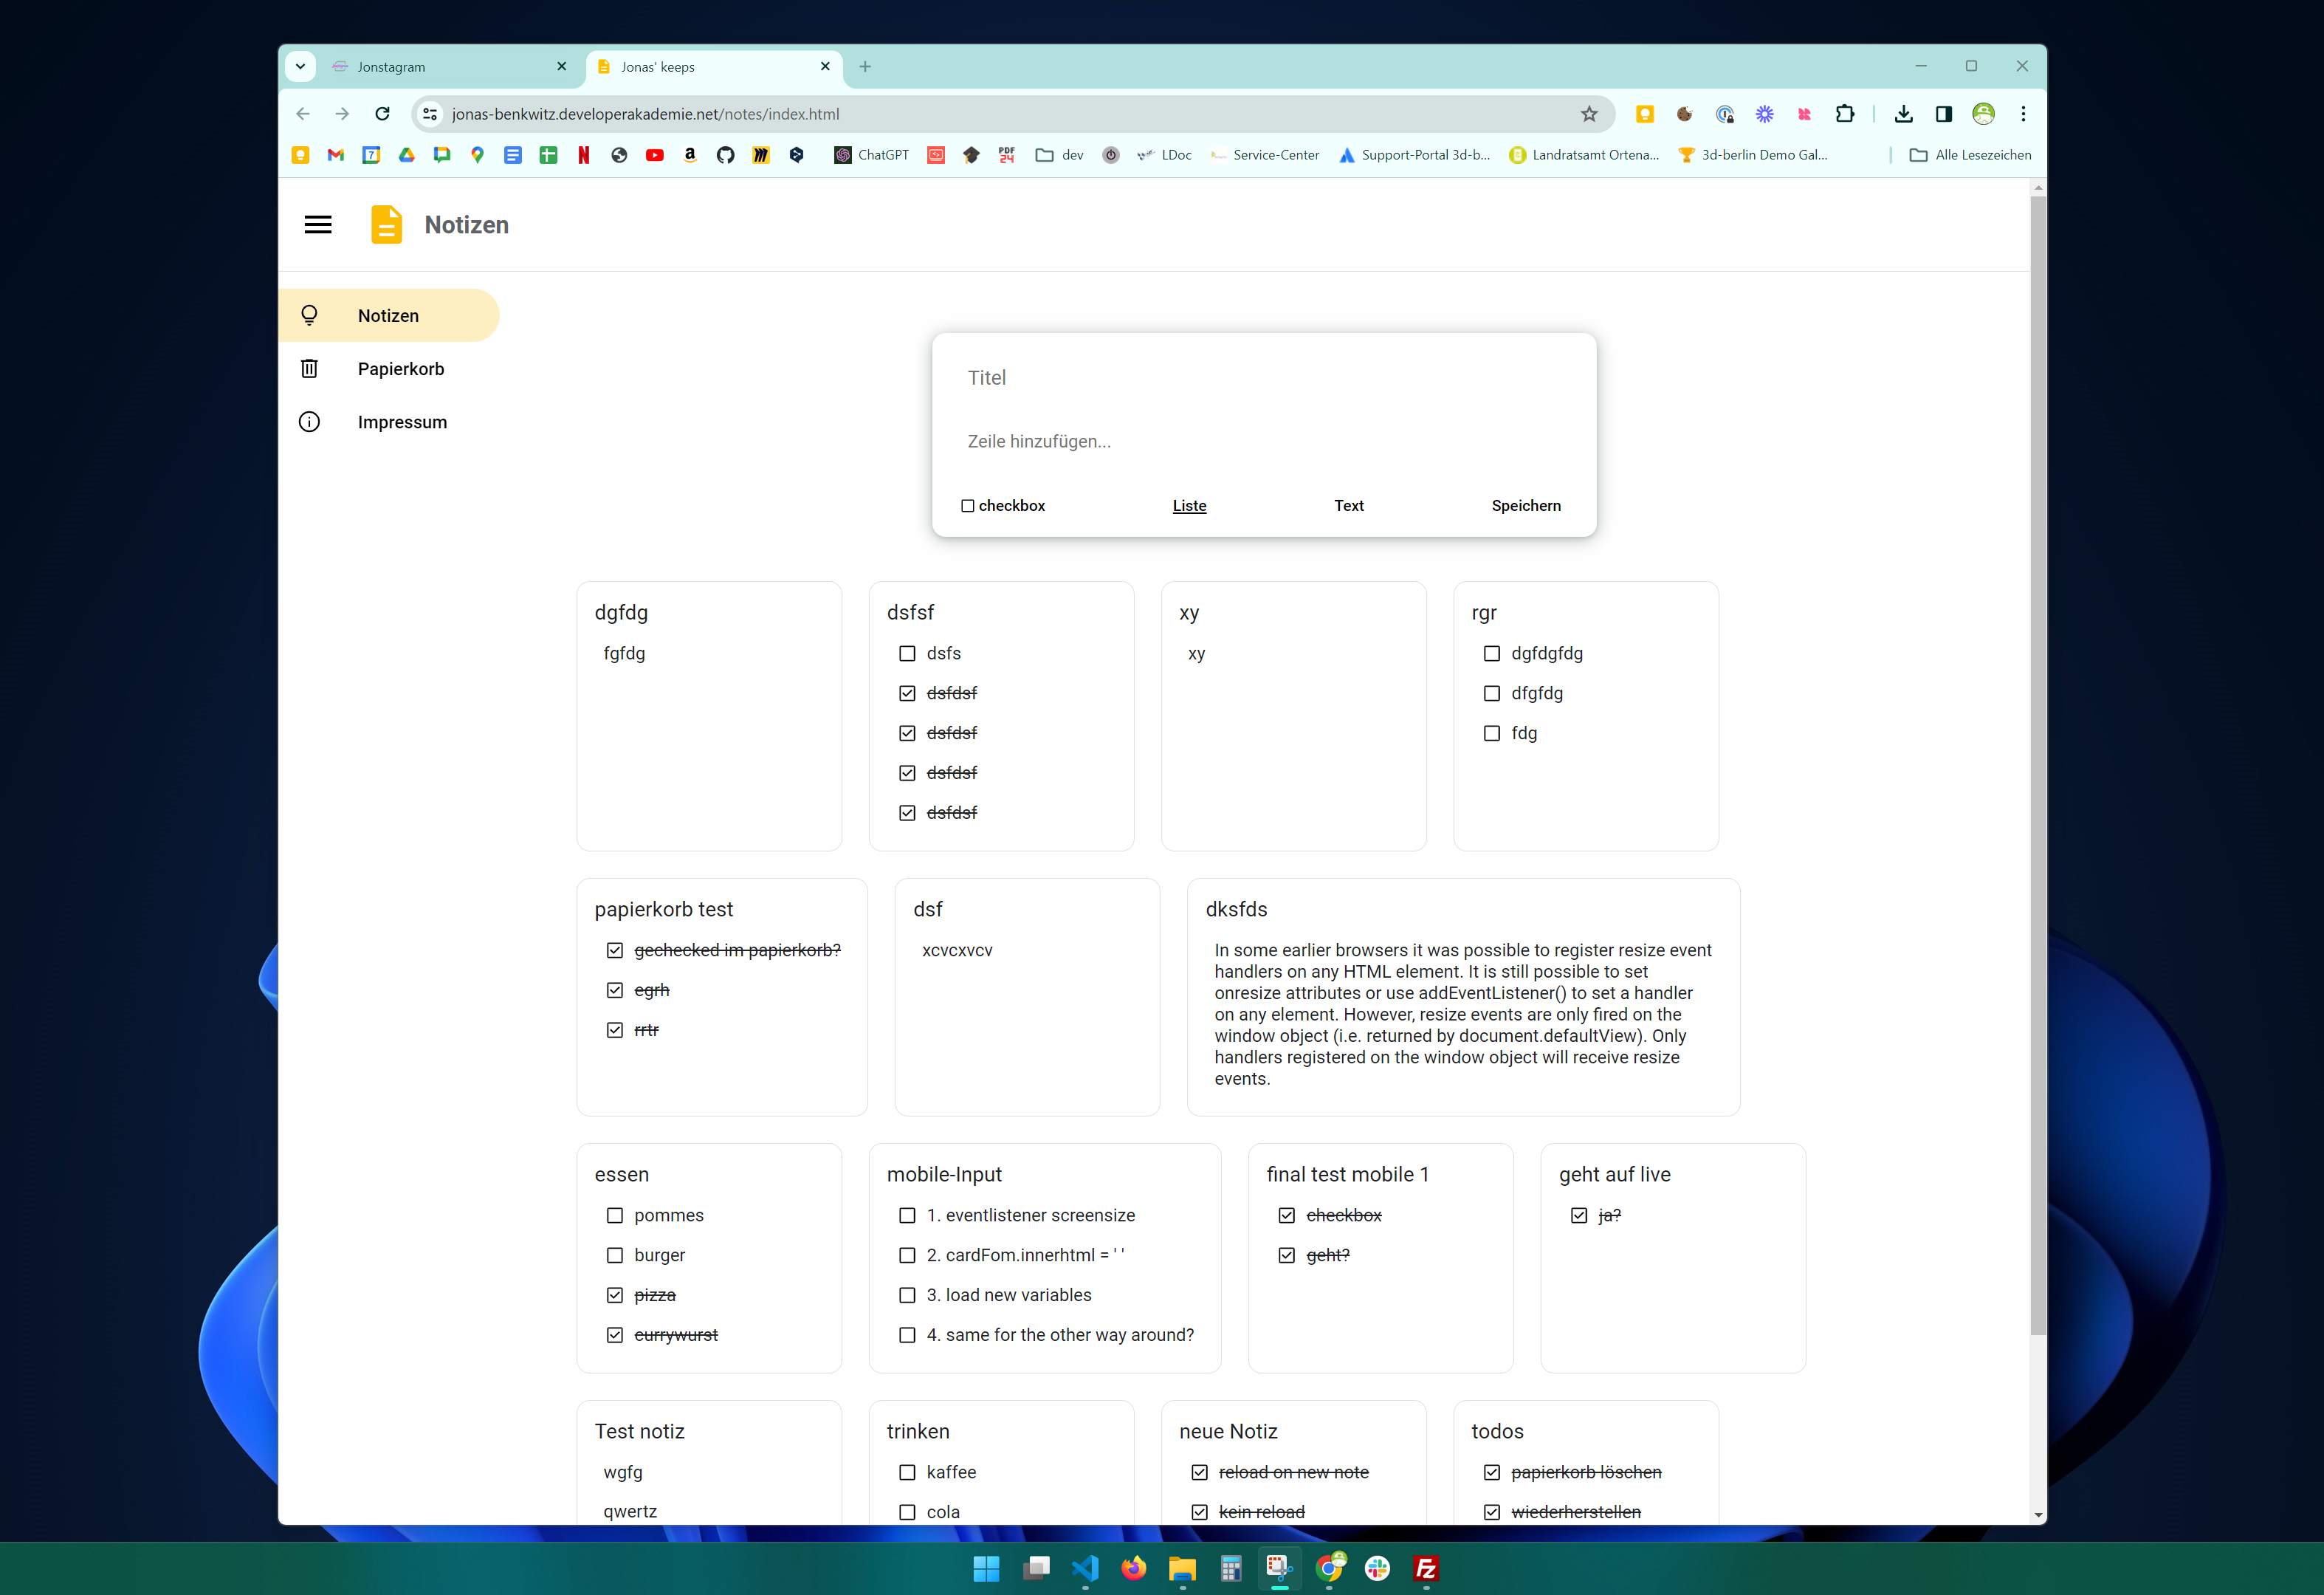 Jonstagram
Jonas' keeps
jonas-benkwitz.developerakademie.net/notes/index.html
7
ChatGPT
PDF
24
dev
LDoc
Service-Center
Support-Portal 3d-b...
Landratsamt Ortena...
3d-berlin Demo Gal...
Alle Lesezeichen
Notizen
Notizen
Papierkorb
Impressum
Titel
Zeile hinzufügen...
checkbox Liste Text Speichern
dgfdg
fgfdg
dsfsf
dsfs
dsfdsf
dsfdsf
dsfdsf
dsfdsf
xy
xy
rgr
dgfdgfdg
dfgfdg
fdg
papierkorb test
gechecked im papierkorb?
egrh
rrtr
dsf
xcvcxvcv
dksfds
In some earlier browsers it was possible to register resize event
handlers on any HTML element. It is still possible to set
onresize attributes or use addEventListener() to set a handler
on any element. However, resize events are only fired on the
window object (i.e. returned by document.defaultView). Only
handlers registered on the window object will receive resize
events.
essen
pommes
burger
pizza
currywurst
mobile-Input
1. eventlistener screensize
2. cardFom.innerhtml = ' '
3. load new variables
4. same for the other way around?
final test mobile 1
checkbox
geht?
geht auf live
ja?
Test notiz
wgfg
qwertz
trinken
kaffee
cola
neue Notiz
reload on new note
kein reload
todos
papierkorb löschen
wiederherstellen
Fz